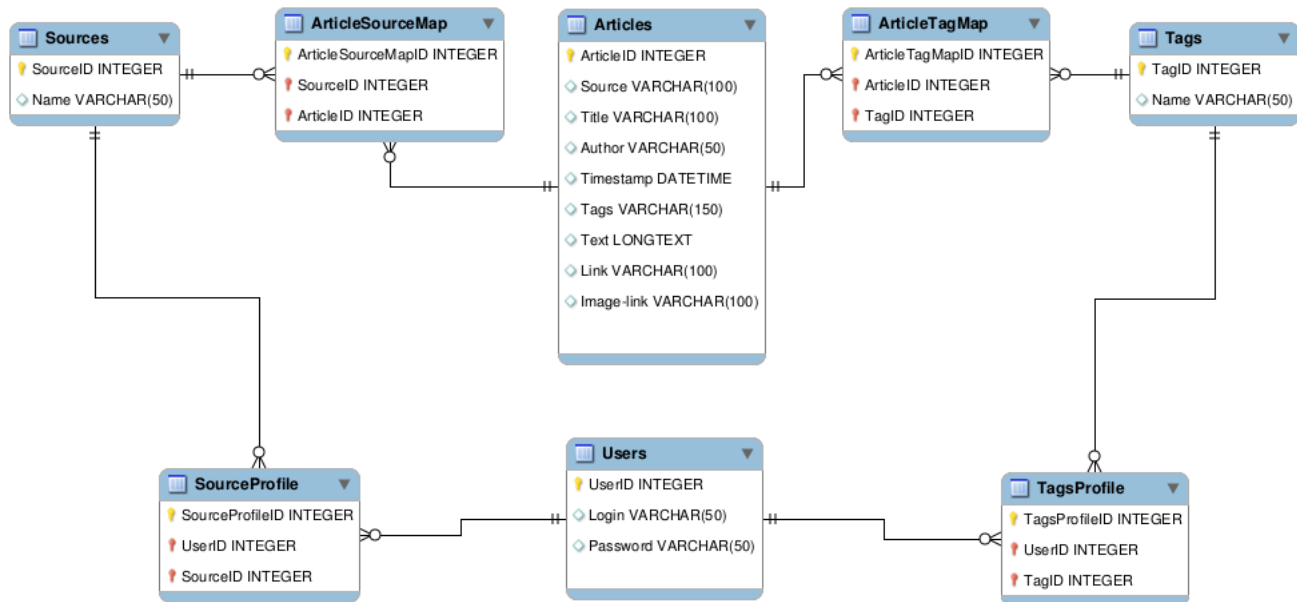 Sources
SourceID INTEGER
Name VARCHAR(50)
ArticleSourceMap
ArticleSourceMapID INTEGER
SourceID INTEGER
ArticleID INTEGER
Articles
ArticleID INTEGER
Source VARCHAR(100)
Title VARCHAR(100)
Author VARCHAR(50)
Timestamp DATETIME
Tags VARCHAR(150)
Text LONGTEXT
Link VARCHAR(100)
Image-link VARCHAR(100)
ArticleTagMap
ArticleTagMapID INTEGER
ArticleID INTEGER
TagID INTEGER
Tags
TagID INTEGER
Name VARCHAR(50)
SourceProfile
SourceProfileID INTEGER
UserID INTEGER
SourceID INTEGER
Users
UserID INTEGER
Login VARCHAR(50)
Password VARCHAR(50)
TagsProfile
TagsProfileID INTEGER
UserID INTEGER
TagID INTEGER